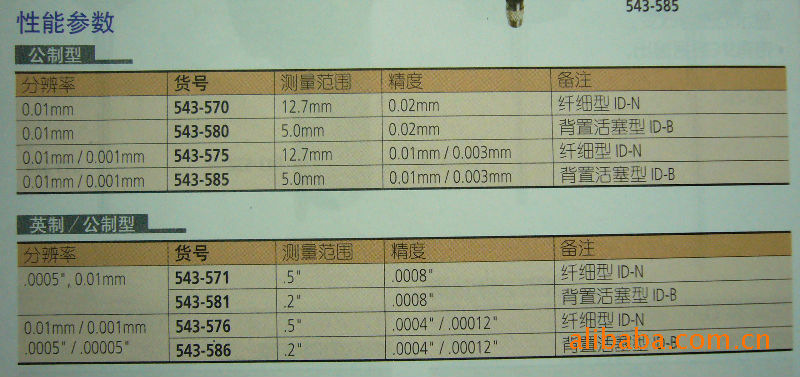 543-585
性能参数
公制型
分辨率 货号 测量范围 精度 备注
0.01mm 543-570 12.7mm 0.02mm 纤细型 ID-N
0.01mm 543-580 5.0mm 0.02mm 背置活塞型 ID-B
0.01mm / 0.001mm 543-575 12.7mm 0.01mm / 0.003mm 纤细型 ID-N
0.01mm / 0.001mm 543-585 5.0mm 0.01mm / 0.003mm 背置活塞型 ID-B
英制/公制型
分辨率 货号 测量范围 精度 备注
.0005", 0.01mm 543-571 .5" .0008" 纤细型 ID-N
543-581 .2" .0008" 背置活塞型 ID-B
0.01mm / 0.001mm 543-576 .5" .0004" / .00012" 纤细型 ID-N
.0005" / .00005" 543-586 .2" .0004" / .00012" 背置活塞型 ID-B
alibaba.com.cn